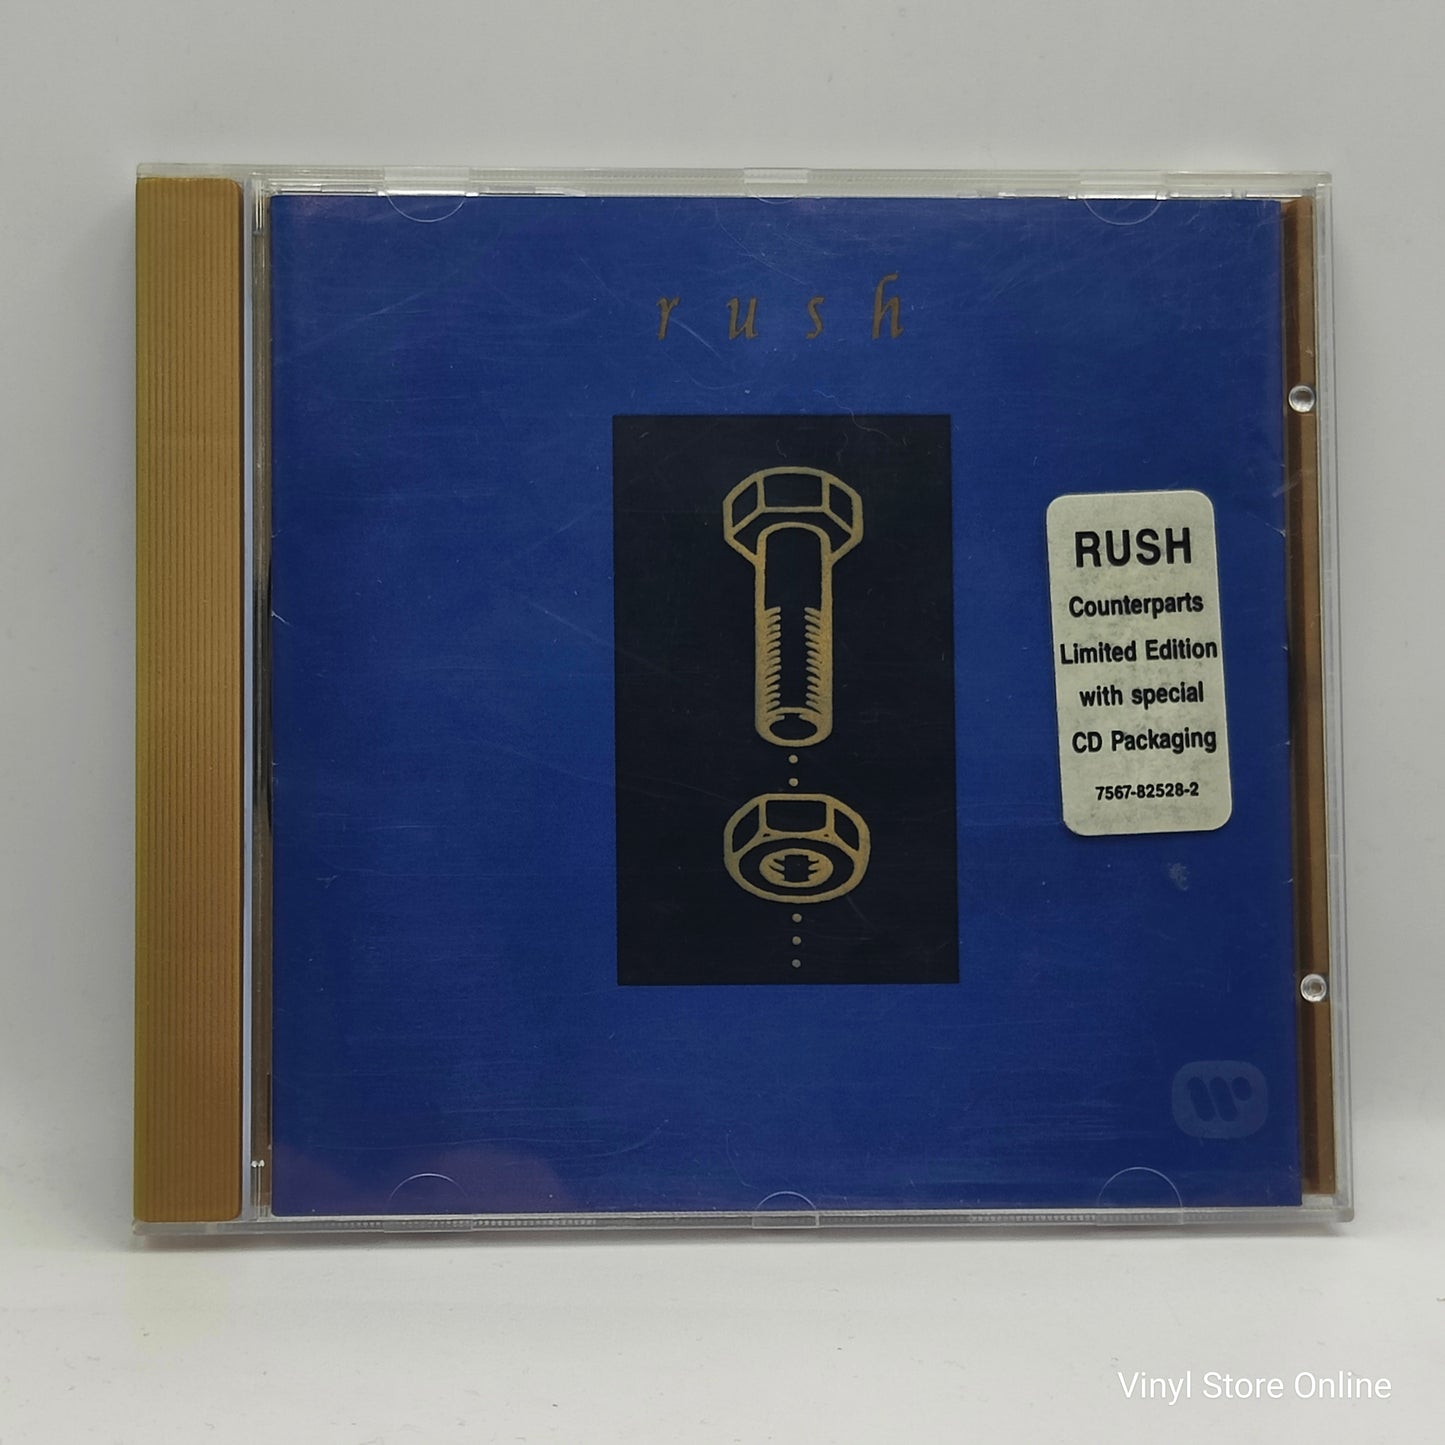 rush
RUSH
Counterparts
Limited Edition
with special
CD Packaging
7567-82528-2
Vinyl Store Online